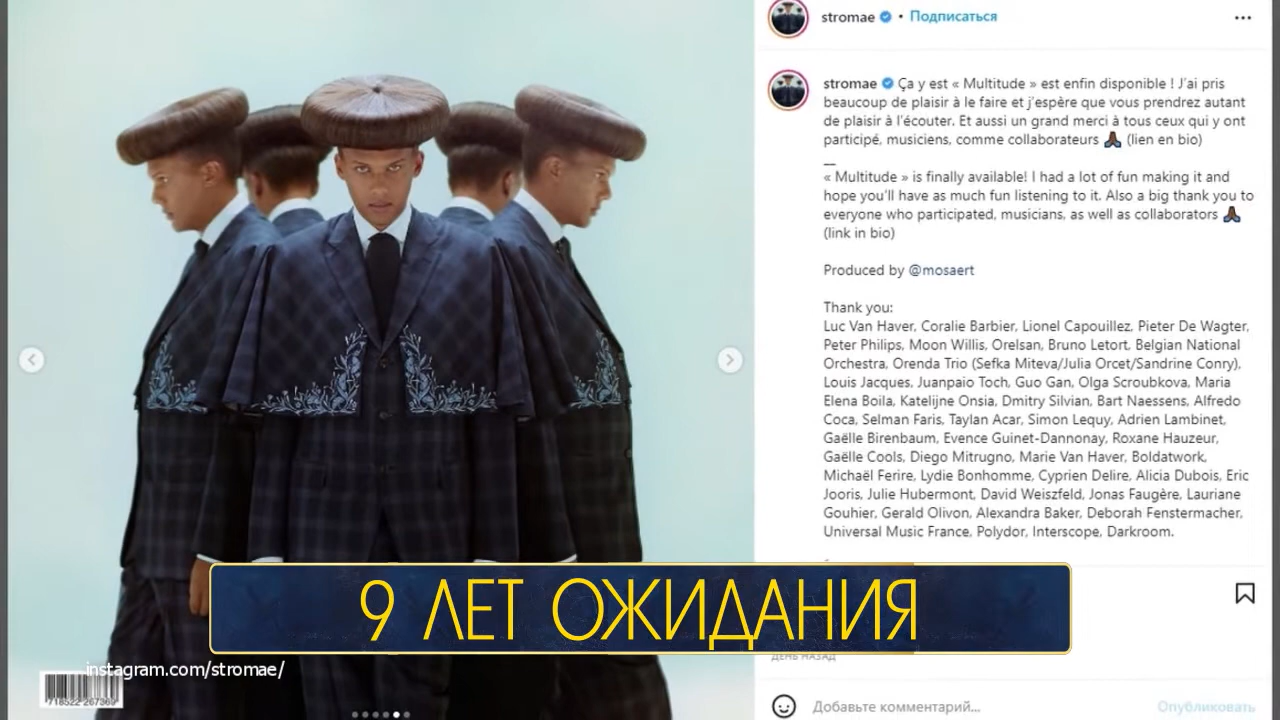 stromae • Подписаться
stromae Ça y est « Multitude » est enfin disponible ! J'ai pris
beaucoup de plaisir à le faire et j'espère que vous prendrez autant
de plaisir à l'écouter. Et aussi un grand merci à tous ceux qui y ont
participé, musiciens, comme collaborateurs 🙏🏾 (lien en bio)
—
« Multitude » is finally available! I had a lot of fun making it and
hope you'll have as much fun listening to it. Also a big thank you to
everyone who participated, musicians, as well as collaborators 🙏🏾
(link in bio)
Produced by @mosaert
Thank you:
Luc Van Haver, Coralie Barbier, Lionel Capouillez, Pieter De Wagter,
Peter Philips, Moon Willis, Orelsan, Bruno Letort, Belgian National
Orchestra, Orenda Trio (Sefka Miteva/Julia Orcet/Sandrine Conry),
Louis Jacques, Juanpaio Toch, Guo Gan, Olga Scroubkova, Maria
Elena Boila, Katelijne Onsia, Dmitry Silvian, Bart Naessens, Alfredo
Coca, Selman Faris, Taylan Acar, Simon Lequy, Adrien Lambinet,
Gaëlle Birenbaum, Evence Guinet-Dannonay, Roxane Hauzeur,
Gaëlle Cools, Diego Mitrugno, Marie Van Haver, Boldatwork,
Michaël Ferire, Lydie Bonhomme, Cyprien Delire, Alicia Dubois, Eric
Jooris, Julie Hubermont, David Weiszfeld, Jonas Faugère, Lauriane
Gouhier, Gerald Olivon, Alexandra Baker, Deborah Fenstermacher,
Universal Music France, Polydor, Interscope, Darkroom.
9 ЛЕТ ОЖИДАНИЯ
ДЕНЬ НАЗАД
instagram.com/stromae/
718522 267369
Добавьте комментарий...
Опубликовать